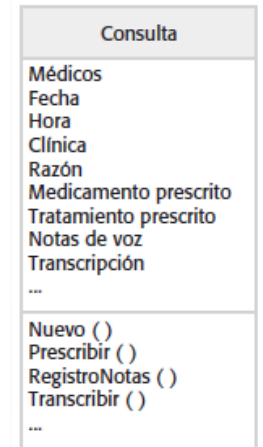 Consulta
Médicos
Fecha
Hora
Clínica
Razón
Medicamento prescrito
Tratamiento prescrito
Notas de voz
Transcripción
...
Nuevo ( )
Prescribir ( )
RegistroNotas ( )
Transcribir ( )
...